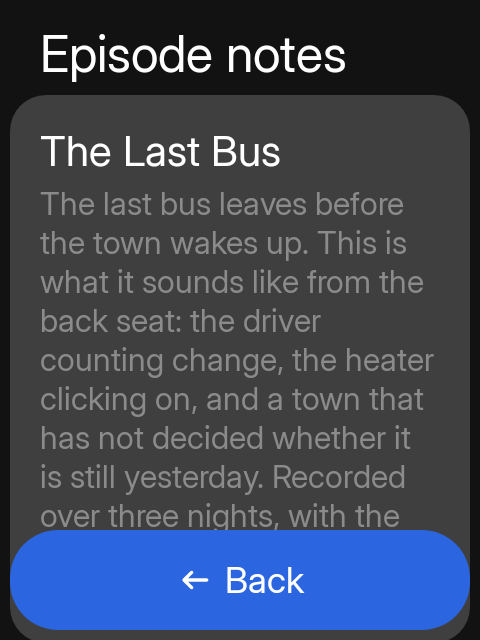 Episode notes
The Last Bus
The last bus leaves before
the town wakes up. This is
what it sounds like from the
back seat: the driver
counting change, the heater
clicking on, and a town that
has not decided whether it
is still yesterday. Recorded
over three nights, with the
← Back